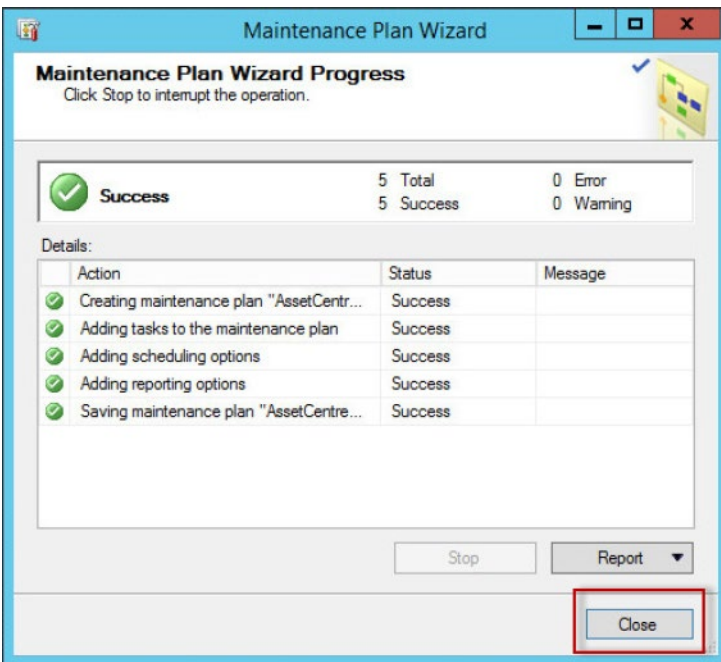 Maintenance Plan Wizard
Maintenance Plan Wizard Progress
Click Stop to interrupt the operation.
Success
5 Total
0 Error
5 Success
0 Warning
Details:
Action Status Message
Creating maintenance plan "AssetCentr... Success
Adding tasks to the maintenance plan Success
Adding scheduling options Success
Adding reporting options Success
Saving maintenance plan "AssetCentre... Success
Stop
Report
Close